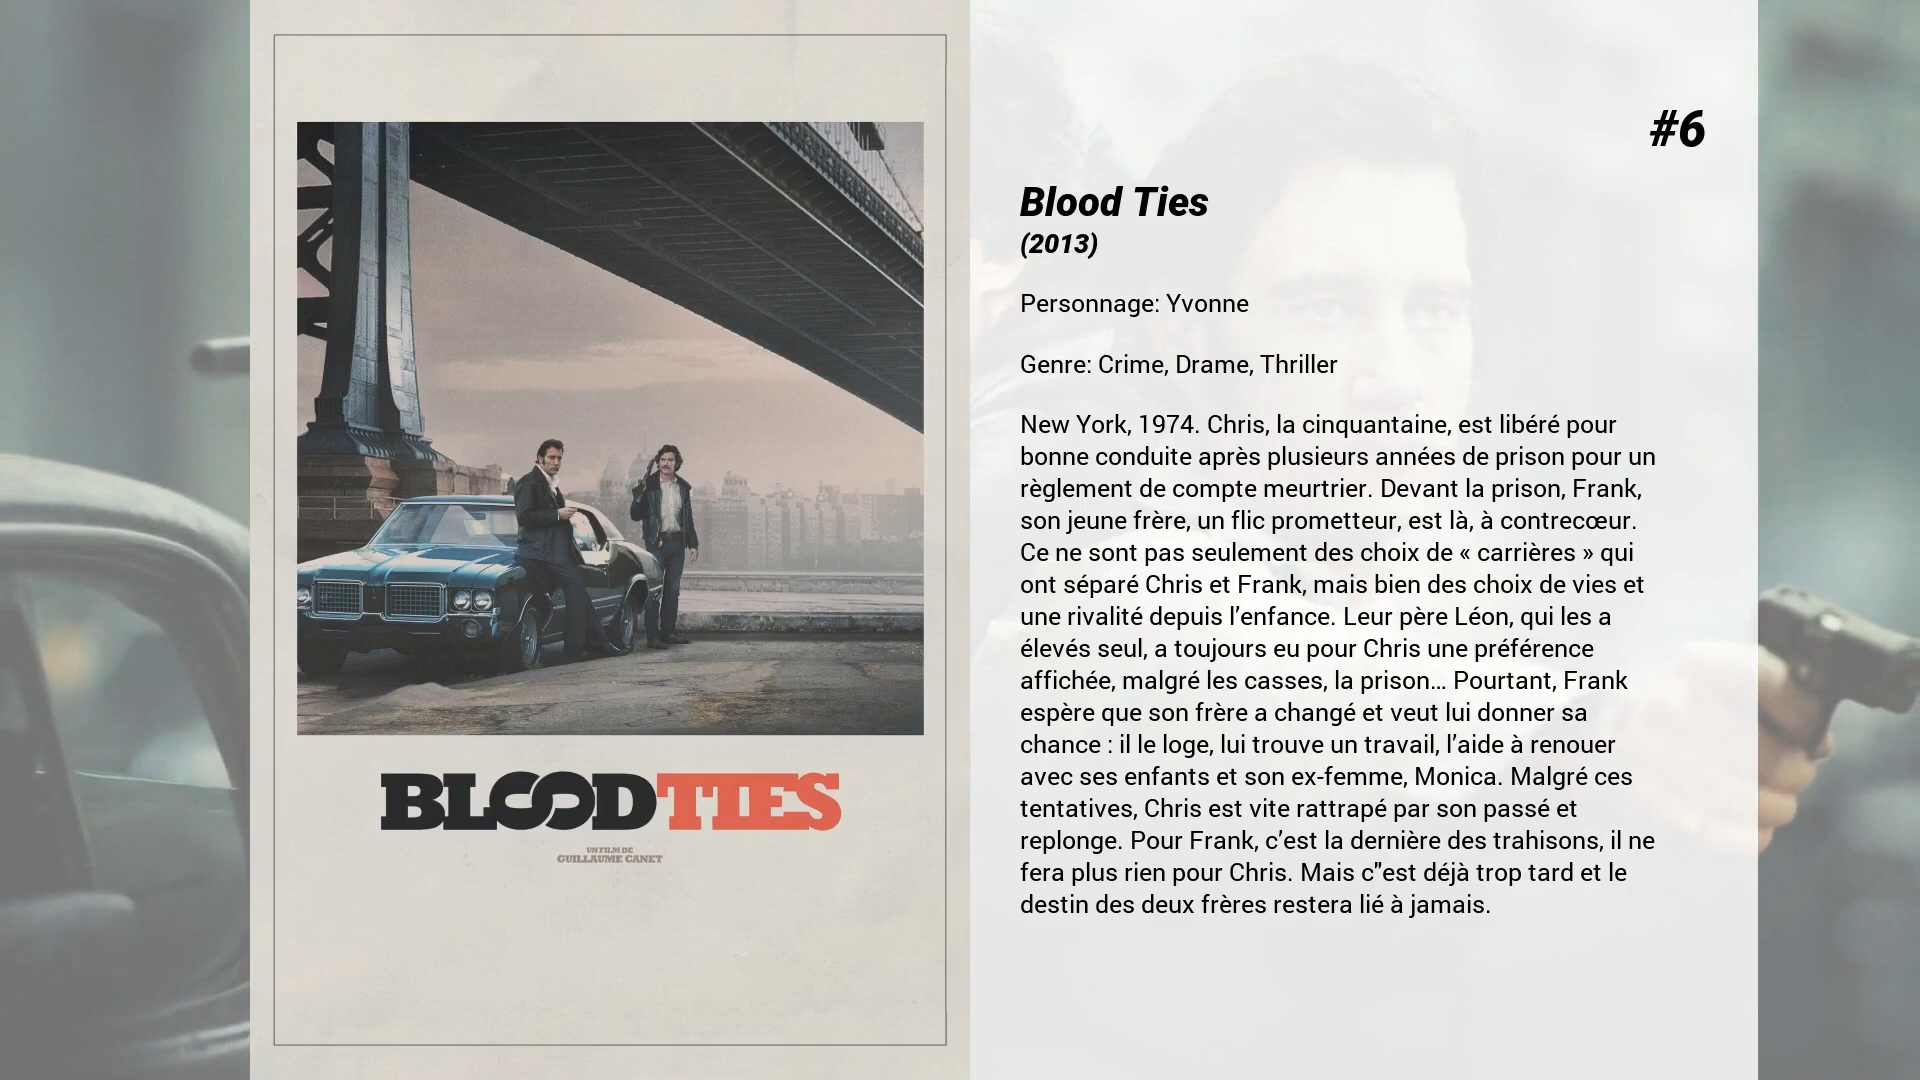 BLOODTIES
UN FILM DE
GUILLAUME CANET
#6
Blood Ties
(2013)
Personnage: Yvonne
Genre: Crime, Drame, Thriller
New York, 1974. Chris, la cinquantaine, est libéré pour
bonne conduite après plusieurs années de prison pour un
règlement de compte meurtrier. Devant la prison, Frank,
son jeune frère, un flic prometteur, est là, à contrecœur.
Ce ne sont pas seulement des choix de « carrières » qui
ont séparé Chris et Frank, mais bien des choix de vies et
une rivalité depuis l’enfance. Leur père Léon, qui les a
élevés seul, a toujours eu pour Chris une préférence
affichée, malgré les casses, la prison… Pourtant, Frank
espère que son frère a changé et veut lui donner sa
chance : il le loge, lui trouve un travail, l’aide à renouer
avec ses enfants et son ex-femme, Monica. Malgré ces
tentatives, Chris est vite rattrapé par son passé et
replonge. Pour Frank, c’est la dernière des trahisons, il ne
fera plus rien pour Chris. Mais c"est déjà trop tard et le
destin des deux frères restera lié à jamais.